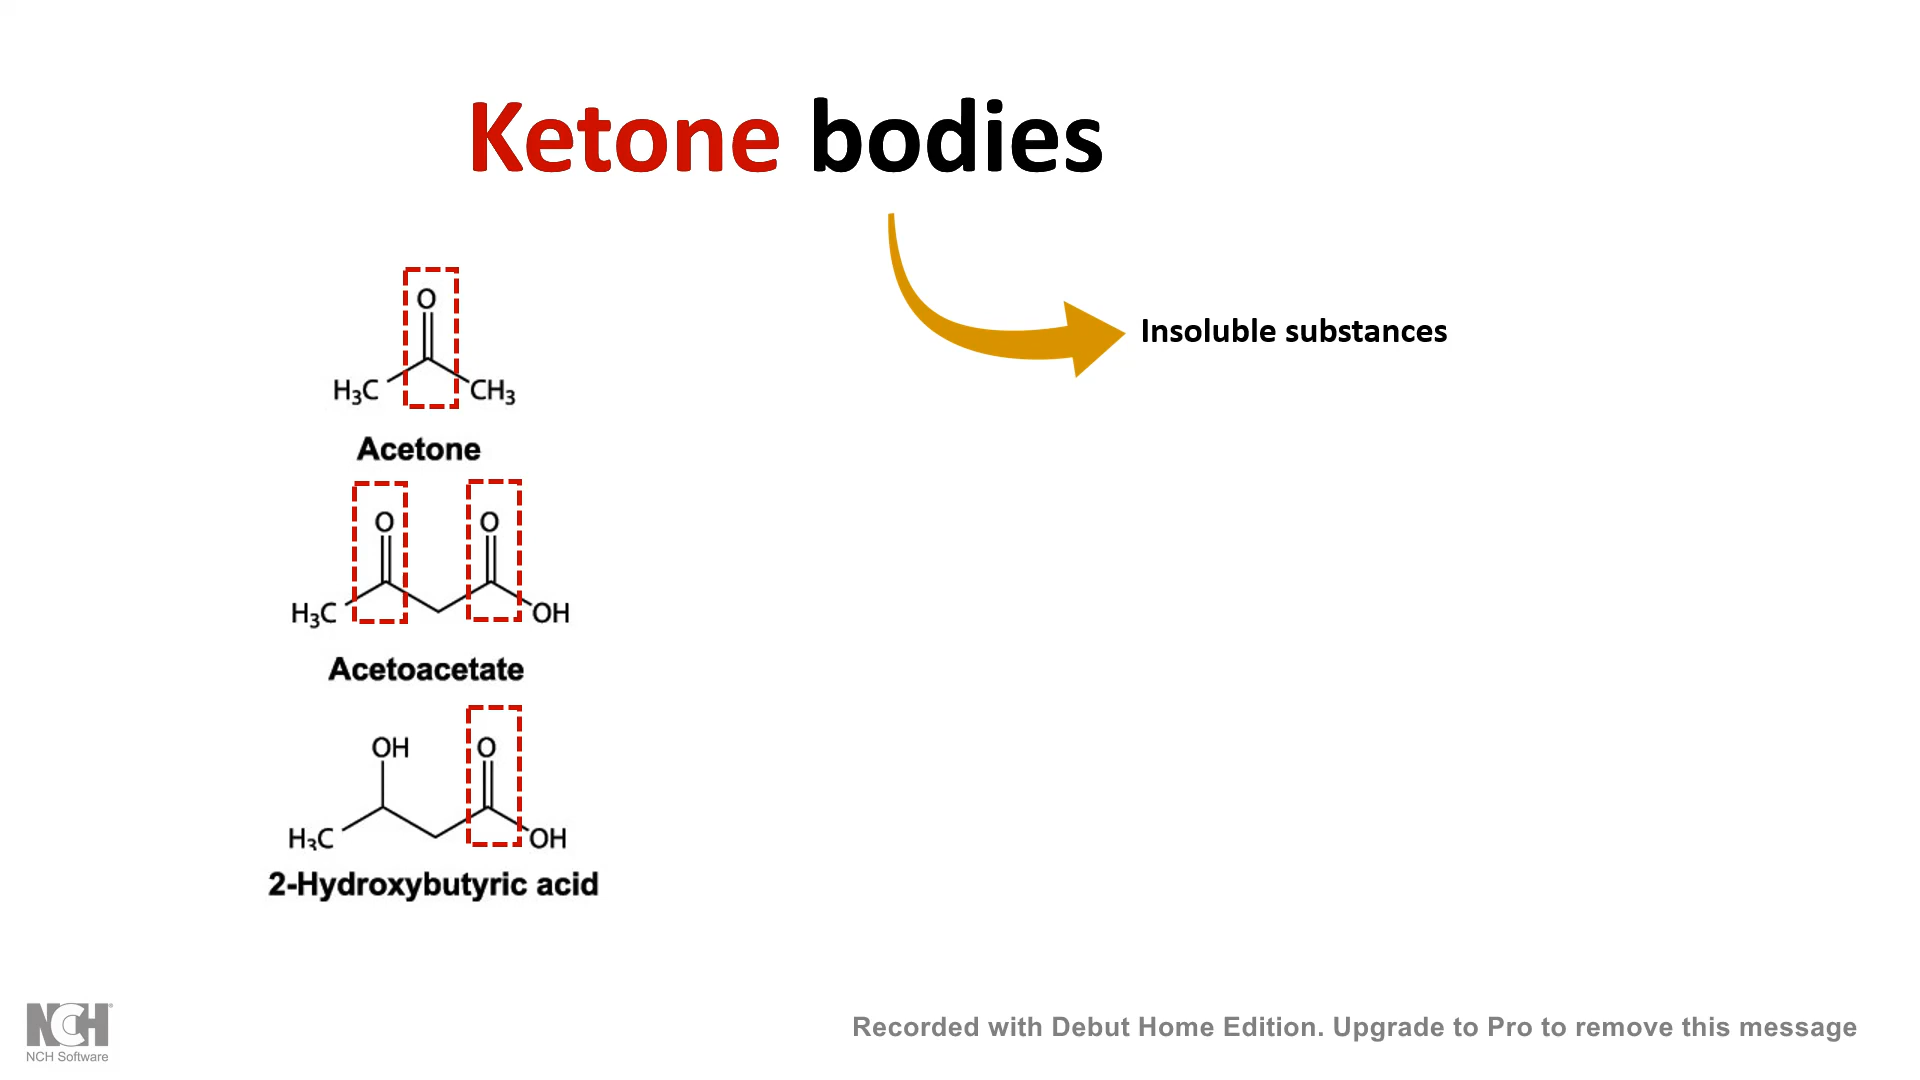 Ketone bodies
Insoluble substances
O
H₃C CH₃
Acetone
O O
H₃C OH
Acetoacetate
OH O
H₃C OH
2-Hydroxybutyric acid
NCH
NCH Software
Recorded with Debut Home Edition. Upgrade to Pro to remove this message